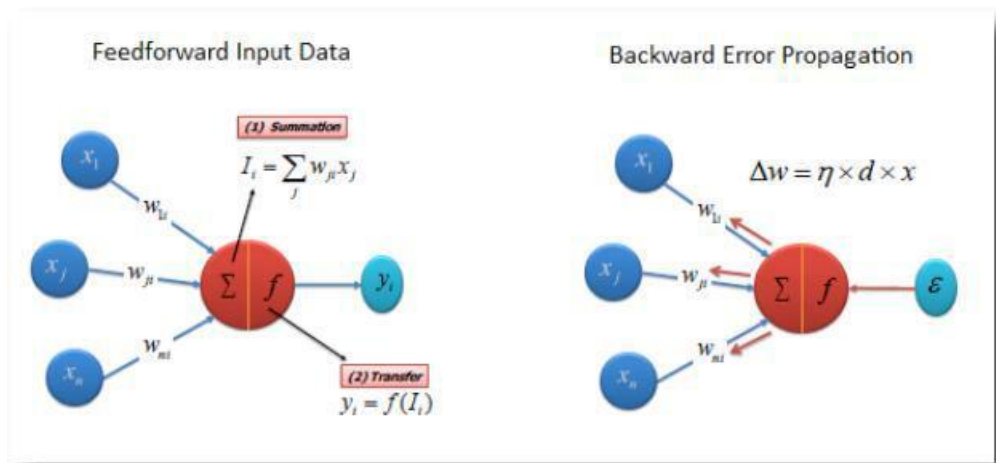 Feedforward Input Data
(1) Summation
I_i = ∑_j w_ji x_j
x_1
w_1i
x_j
w_ji
∑ f
y_i
w_ni
x_n
(2) Transfer
y_i = f(I_i)
Backward Error Propagation
Δw = η × d × x
x_1
w_1i
x_j
w_ji
∑ f
ε
w_ni
x_n